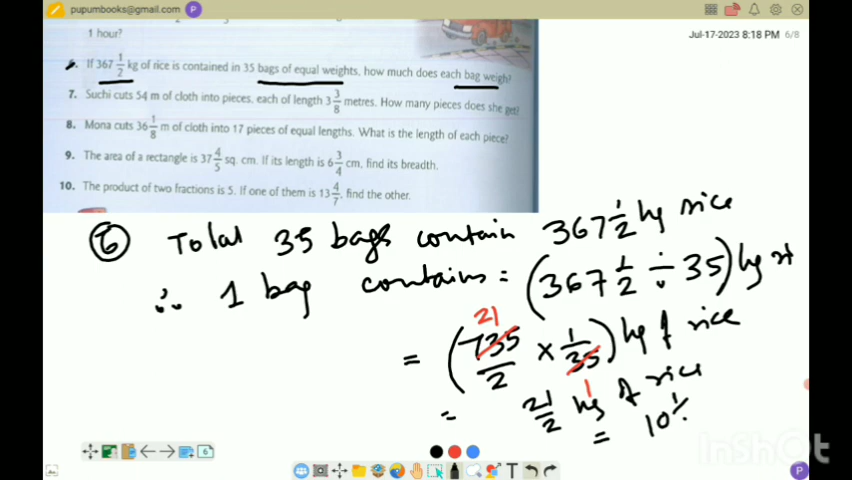 pupumbooks@gmail.com P
Jul-17-2023 8:18 PM 6/8
1 hour?
If 367 1/2 kg of rice is contained in 35 bags of equal weights, how much does each bag weigh?
7. Suchi cuts 54 m of cloth into pieces, each of length 3 3/8 metres. How many pieces does she get?
8. Mona cuts 36 1/8 m of cloth into 17 pieces of equal lengths. What is the length of each piece?
9. The area of a rectangle is 37 4/5 sq. cm. If its length is 6 3/4 cm, find its breadth.
10. The product of two fractions is 5. If one of them is 13 4/7, find the other.
6 Total 35 bags contain 367 1/2 kg rice
∴ 1 bag contains = (367 1/2 ÷ 35) kg
21
= (735/2 × 1/35) kg of rice
1
= 21/2 kg of rice
= 10
InShOt
6
T
P